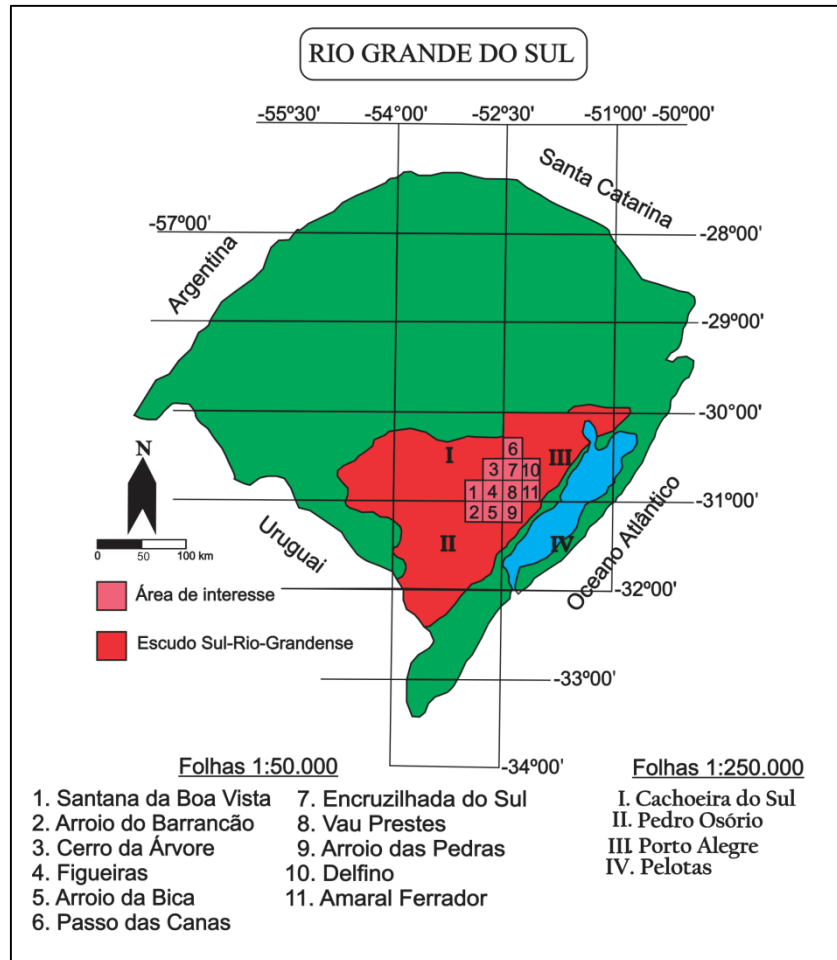 RIO GRANDE DO SUL
-55º30' -54º00' -52º30' -51º00' -50º00'
Santa Catarina
-57º00'
-28º00'
Argentina
-29º00'
-30º00'
I
III
6
3 7 10
1 4 8 11
2 5 9
N
-31º00'
0 50 100 km
Uruguai
II
IV
Oceano Atlântico
-32º00'
Área de interesse
Escudo Sul-Rio-Grandense
-33º00'
-34º00'
Folhas 1:50.000
1. Santana da Boa Vista
2. Arroio do Barrancão
3. Cerro da Árvore
4. Figueiras
5. Arroio da Bica
6. Passo das Canas
7. Encruzilhada do Sul
8. Vau Prestes
9. Arroio das Pedras
10. Delfino
11. Amaral Ferrador
Folhas 1:250.000
I. Cachoeira do Sul
II. Pedro Osório
III. Porto Alegre
IV. Pelotas